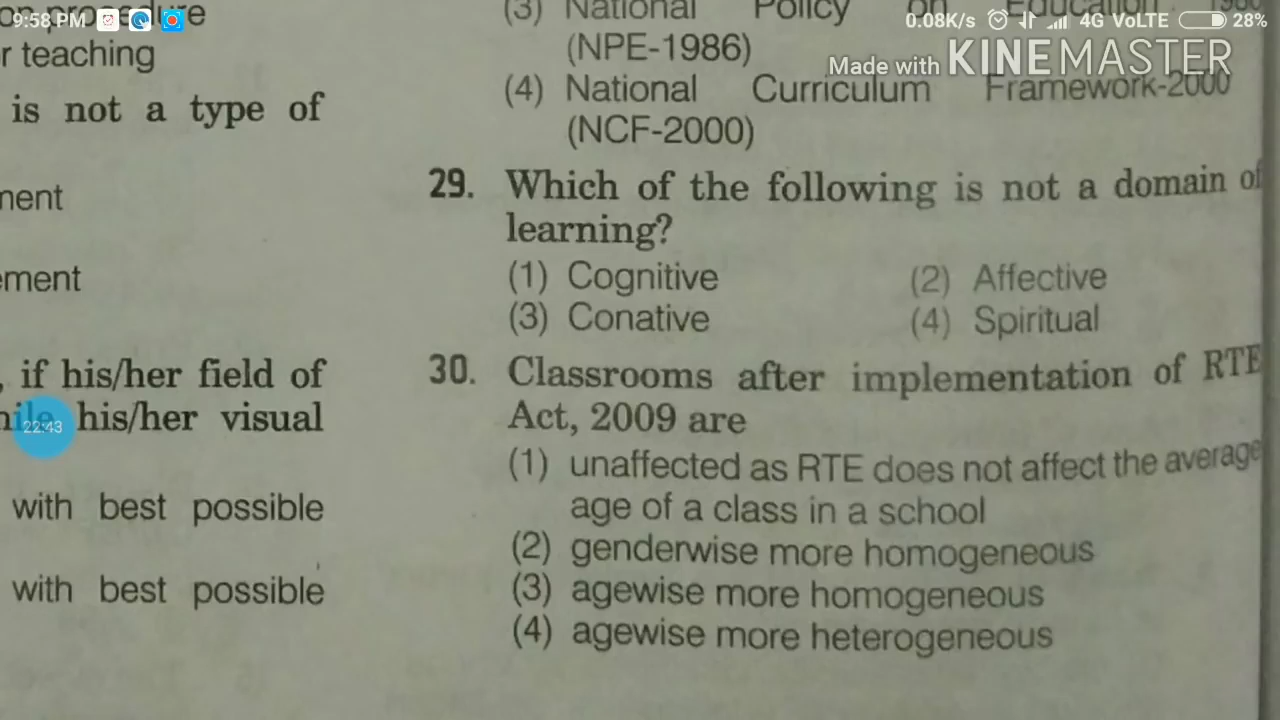 9:58 PM
0.08K/s 4G VoLTE 28%
Made with KINEMASTER
r teaching
is not a type of
ment
ement
, if his/her field of
his/her visual
22:43
with best possible
with best possible
(3) National Policy on Education
(NPE-1986)
(4) National Curriculum Framework-2000
(NCF-2000)
29. Which of the following is not a domain of
learning?
(1) Cognitive (2) Affective
(3) Conative (4) Spiritual
30. Classrooms after implementation of RTE
Act, 2009 are
(1) unaffected as RTE does not affect the average
age of a class in a school
(2) genderwise more homogeneous
(3) agewise more homogeneous
(4) agewise more heterogeneous